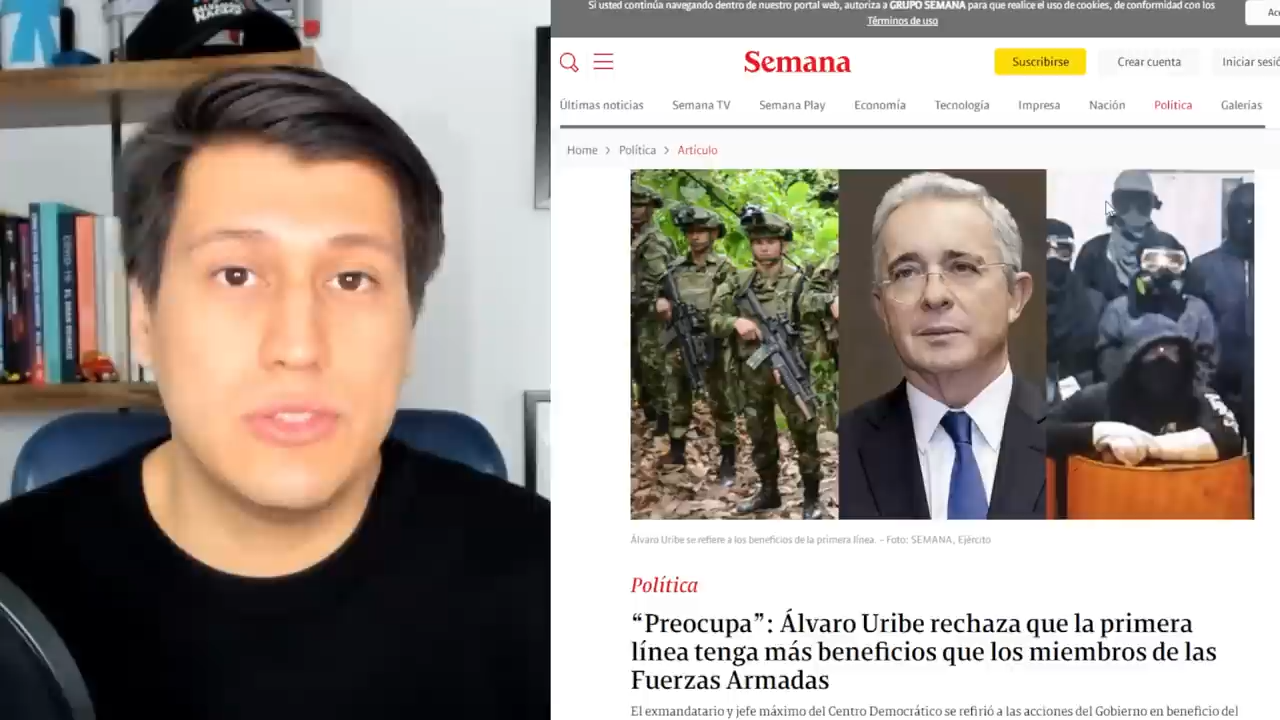 Si usted continúa navegando dentro de nuestro portal web, autoriza a GRUPO SEMANA para que realice el uso de cookies, de conformidad con los
Términos de uso
Semana
Suscribirse
Crear cuenta
Iniciar sesió
Últimas noticias
Semana TV
Semana Play
Economía
Tecnología
Impresa
Nación
Política
Galerías
Home > Política > Artículo
Álvaro Uribe se refiere a los beneficios de la primera línea. - Foto: SEMANA, Ejército
Política
“Preocupa”: Álvaro Uribe rechaza que la primera
línea tenga más beneficios que los miembros de las
Fuerzas Armadas
El exmandatario y jefe máximo del Centro Democrático se refirió a las acciones del Gobierno en beneficio del